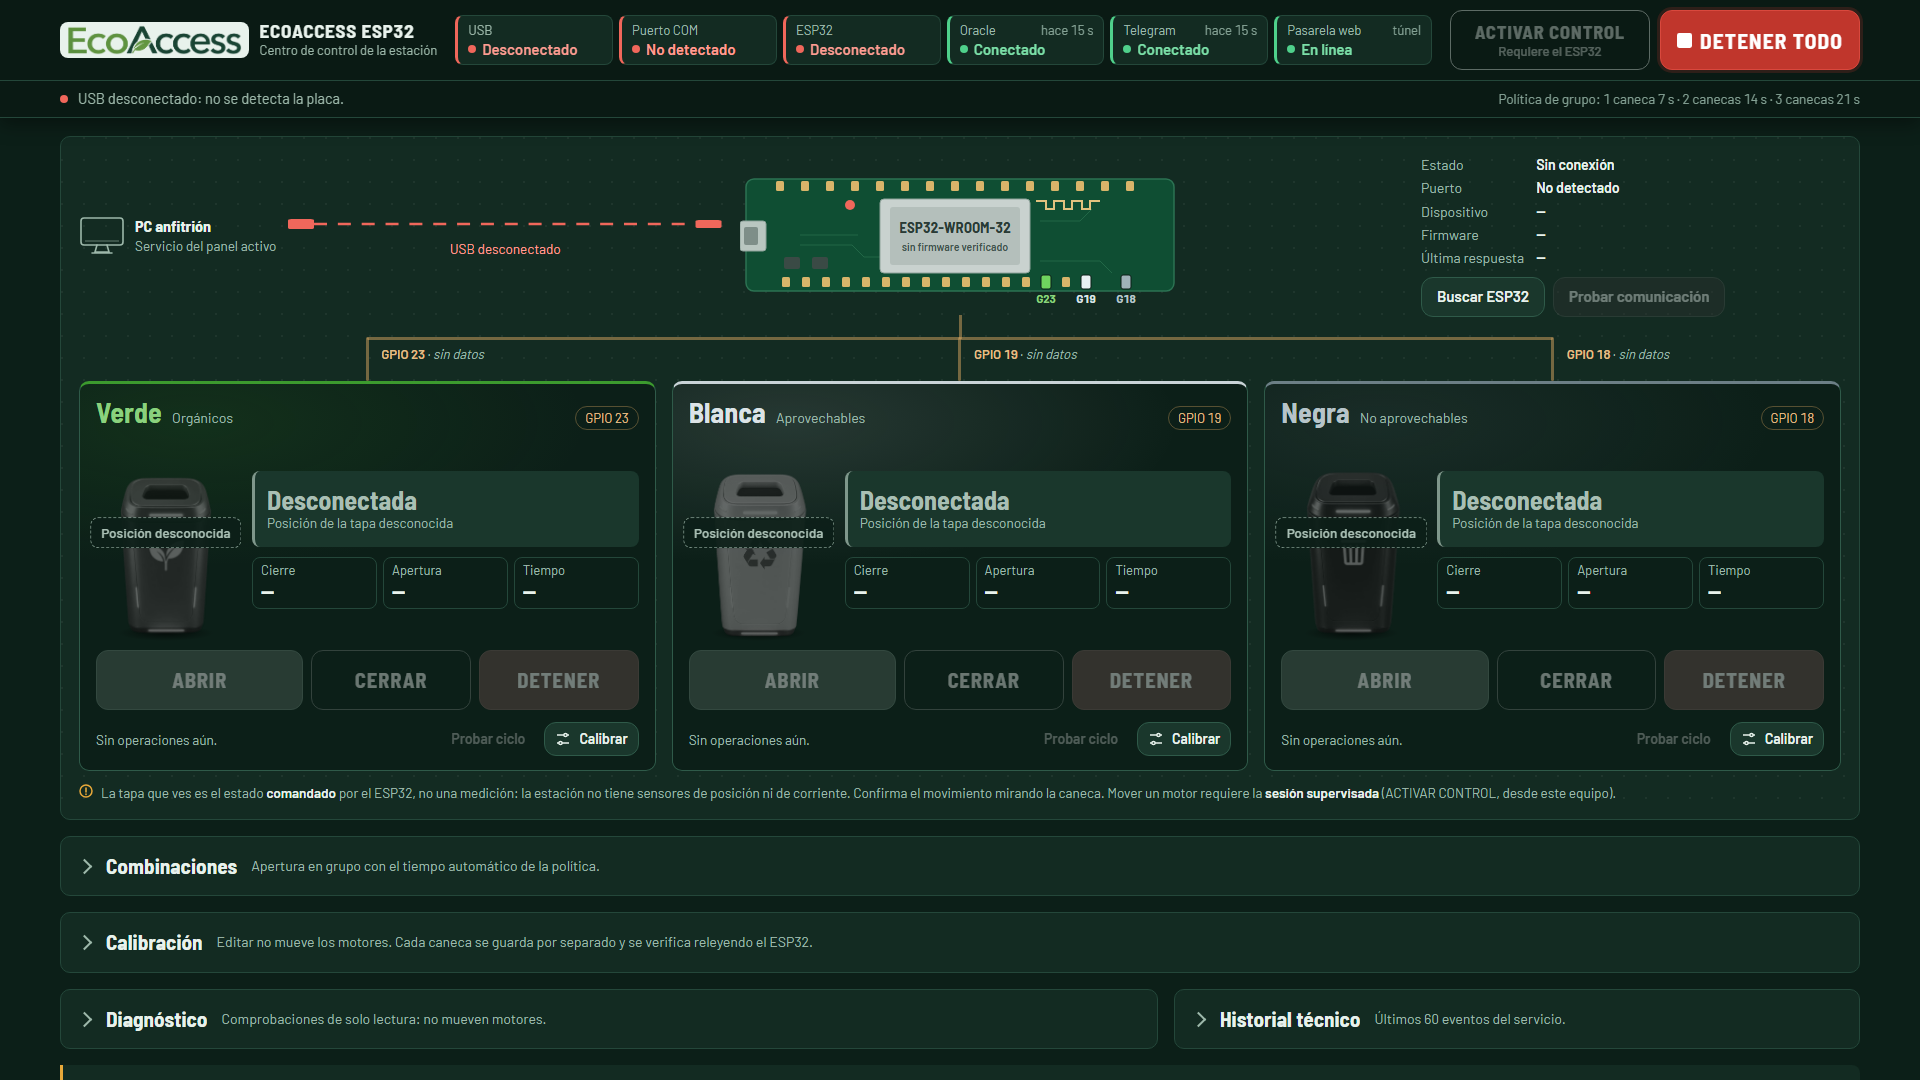 EcoAccess
ECOACCESS ESP32
Centro de control de la estación
USB
Desconectado
Puerto COM
No detectado
ESP32
Desconectado
Oracle hace 15 s
Conectado
Telegram hace 15 s
Conectado
Pasarela web túnel
En línea
ACTIVAR CONTROL
Requiere el ESP32
DETENER TODO
USB desconectado: no se detecta la placa.
Política de grupo: 1 caneca 7 s · 2 canecas 14 s · 3 canecas 21 s
PC anfitrión
Servicio del panel activo
USB desconectado
ESP32-WROOM-32
sin firmware verificado
G23 G19 G18
Estado Sin conexión
Puerto No detectado
Dispositivo —
Firmware —
Última respuesta —
Buscar ESP32
Probar comunicación
GPIO 23 · sin datos
GPIO 19 · sin datos
GPIO 18 · sin datos
Verde Orgánicos
GPIO 23
Posición desconocida
Desconectada
Posición de la tapa desconocida
Cierre
—
Apertura
—
Tiempo
—
ABRIR
CERRAR
DETENER
Sin operaciones aún.
Probar ciclo
Calibrar
Blanca Aprovechables
GPIO 19
Posición desconocida
Desconectada
Posición de la tapa desconocida
Cierre
—
Apertura
—
Tiempo
—
ABRIR
CERRAR
DETENER
Sin operaciones aún.
Probar ciclo
Calibrar
Negra No aprovechables
GPIO 18
Posición desconocida
Desconectada
Posición de la tapa desconocida
Cierre
—
Apertura
—
Tiempo
—
ABRIR
CERRAR
DETENER
Sin operaciones aún.
Probar ciclo
Calibrar
La tapa que ves es el estado comandado por el ESP32, no una medición: la estación no tiene sensores de posición ni de corriente. Confirma el movimiento mirando la caneca. Mover un motor requiere la sesión supervisada (ACTIVAR CONTROL, desde este equipo).
Combinaciones Apertura en grupo con el tiempo automático de la política.
Calibración Editar no mueve los motores. Cada caneca se guarda por separado y se verifica releyendo el ESP32.
Diagnóstico Comprobaciones de solo lectura: no mueven motores.
Historial técnico Últimos 60 eventos del servicio.